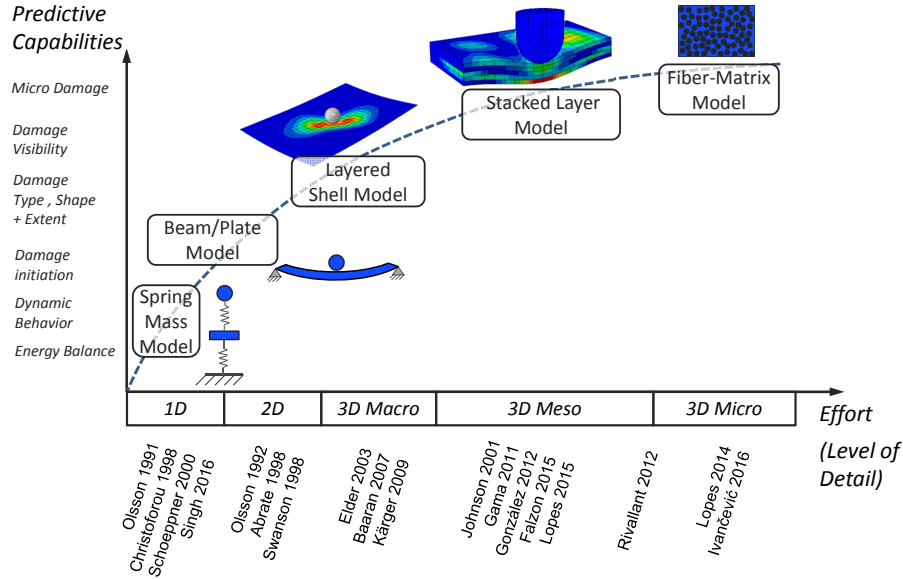 Predictive
Capabilities
Micro Damage
Damage
Visibility
Damage
Type , Shape
+ Extent
Damage
initiation
Dynamic
Behavior
Energy Balance
Fiber-Matrix
Model
Stacked Layer
Model
Layered
Shell Model
Beam/Plate
Model
Spring
Mass
Model
1D
2D
3D Macro
3D Meso
3D Micro
Effort
(Level of
Detail)
Olsson 1991
Christoforou 1998
Schoeppner 2000
Singh 2016
Olsson 1992
Abrate 1998
Swanson 1998
Elder 2003
Baaran 2007
Kärger 2009
Johnson 2001
Gama 2011
González 2012
Falzon 2015
Lopes 2015
Rivallant 2012
Lopes 2014
Ivančević 2016